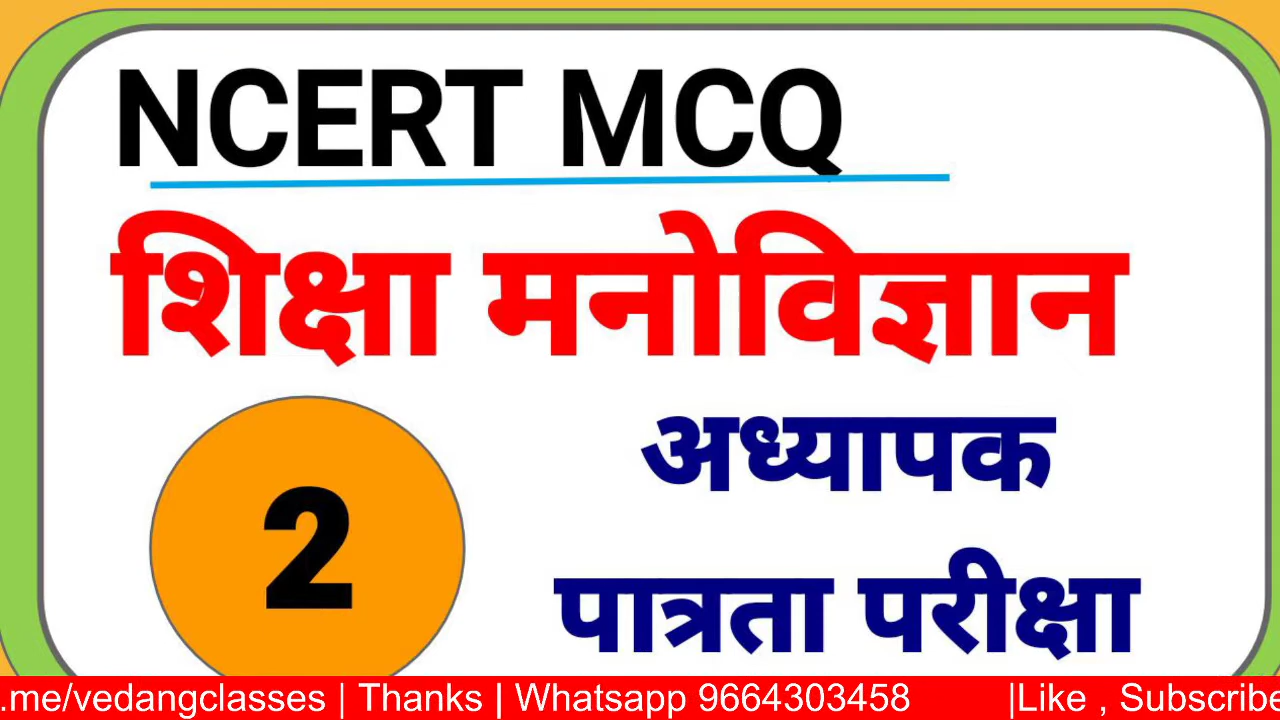 NCERT MCQ
शिक्षा मनोविज्ञान
2
अध्यापक
पात्रता परीक्षा
.me/vedangclasses | Thanks | Whatsapp 9664303458 |Like , Subscribe